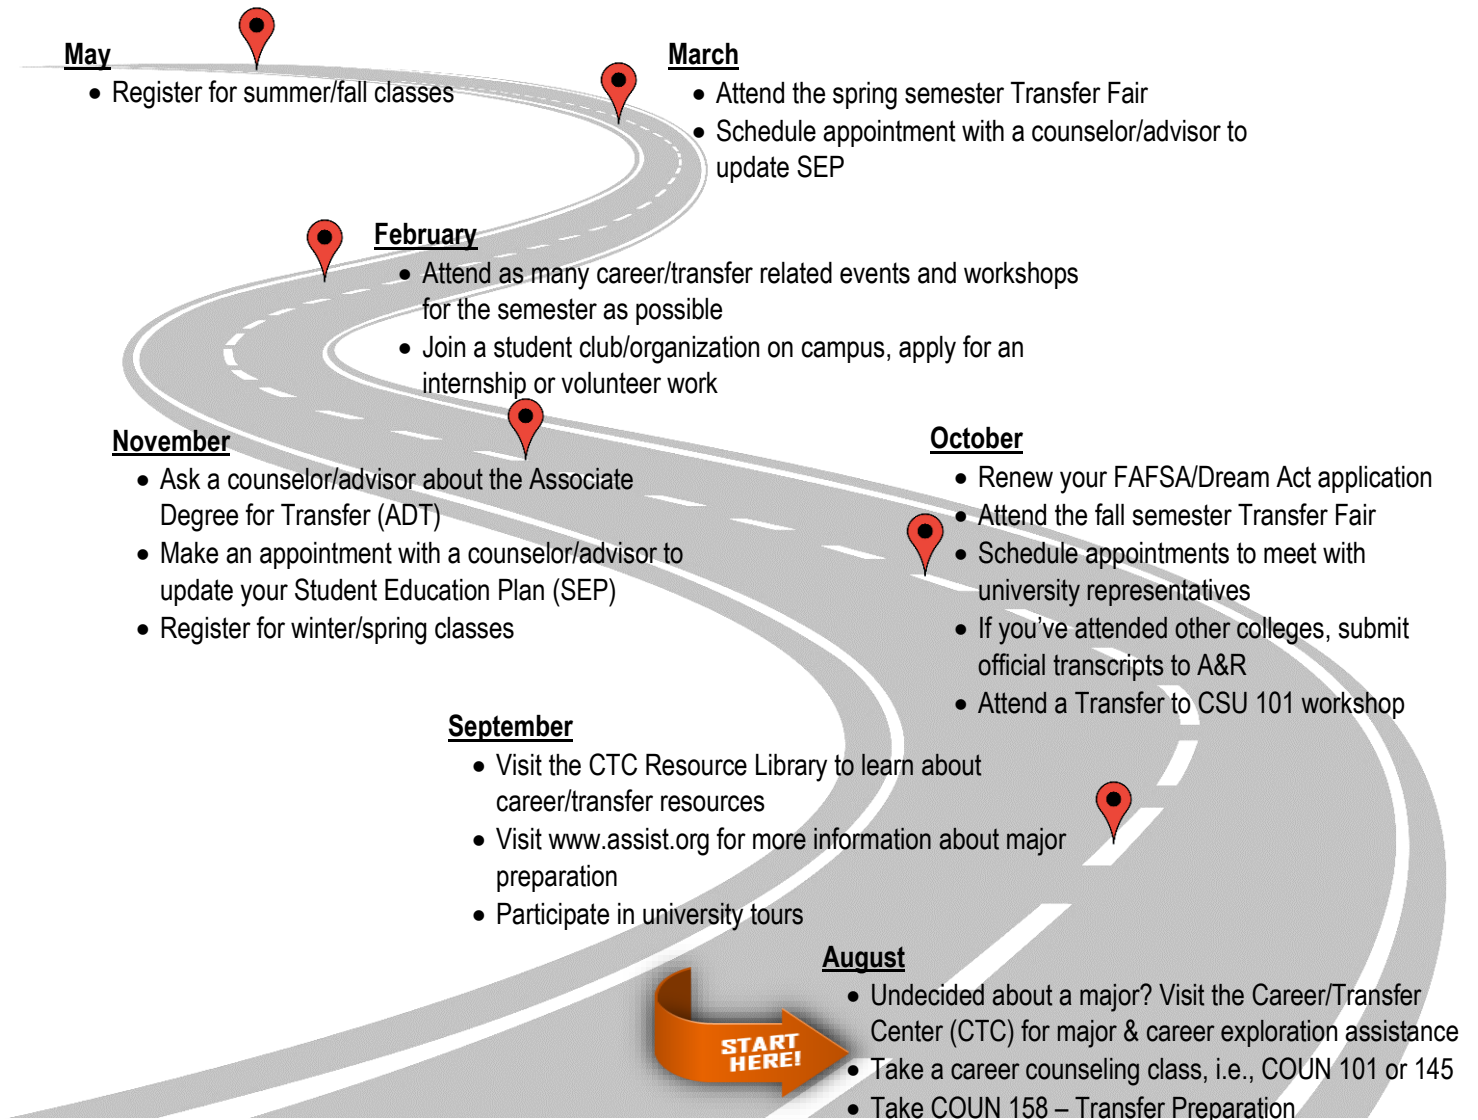 May
• Register for summer/fall classes
March
• Attend the spring semester Transfer Fair
• Schedule appointment with a counselor/advisor to
update SEP
February
• Attend as many career/transfer related events and workshops
for the semester as possible
• Join a student club/organization on campus, apply for an
internship or volunteer work
November
• Ask a counselor/advisor about the Associate
Degree for Transfer (ADT)
• Make an appointment with a counselor/advisor to
update your Student Education Plan (SEP)
• Register for winter/spring classes
October
• Renew your FAFSA/Dream Act application
• Attend the fall semester Transfer Fair
• Schedule appointments to meet with
university representatives
• If you’ve attended other colleges, submit
official transcripts to A&R
• Attend a Transfer to CSU 101 workshop
September
• Visit the CTC Resource Library to learn about
career/transfer resources
• Visit www.assist.org for more information about major
preparation
• Participate in university tours
August
• Undecided about a major? Visit the Career/Transfer
Center (CTC) for major & career exploration assistance
• Take a career counseling class, i.e., COUN 101 or 145
• Take COUN 158 – Transfer Preparation
START
HERE!